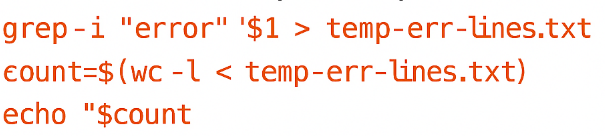 grep -i "error" '$1 > temp-err-lines.txt
count=$(wc -l < temp-err-lines.txt)
echo "$count